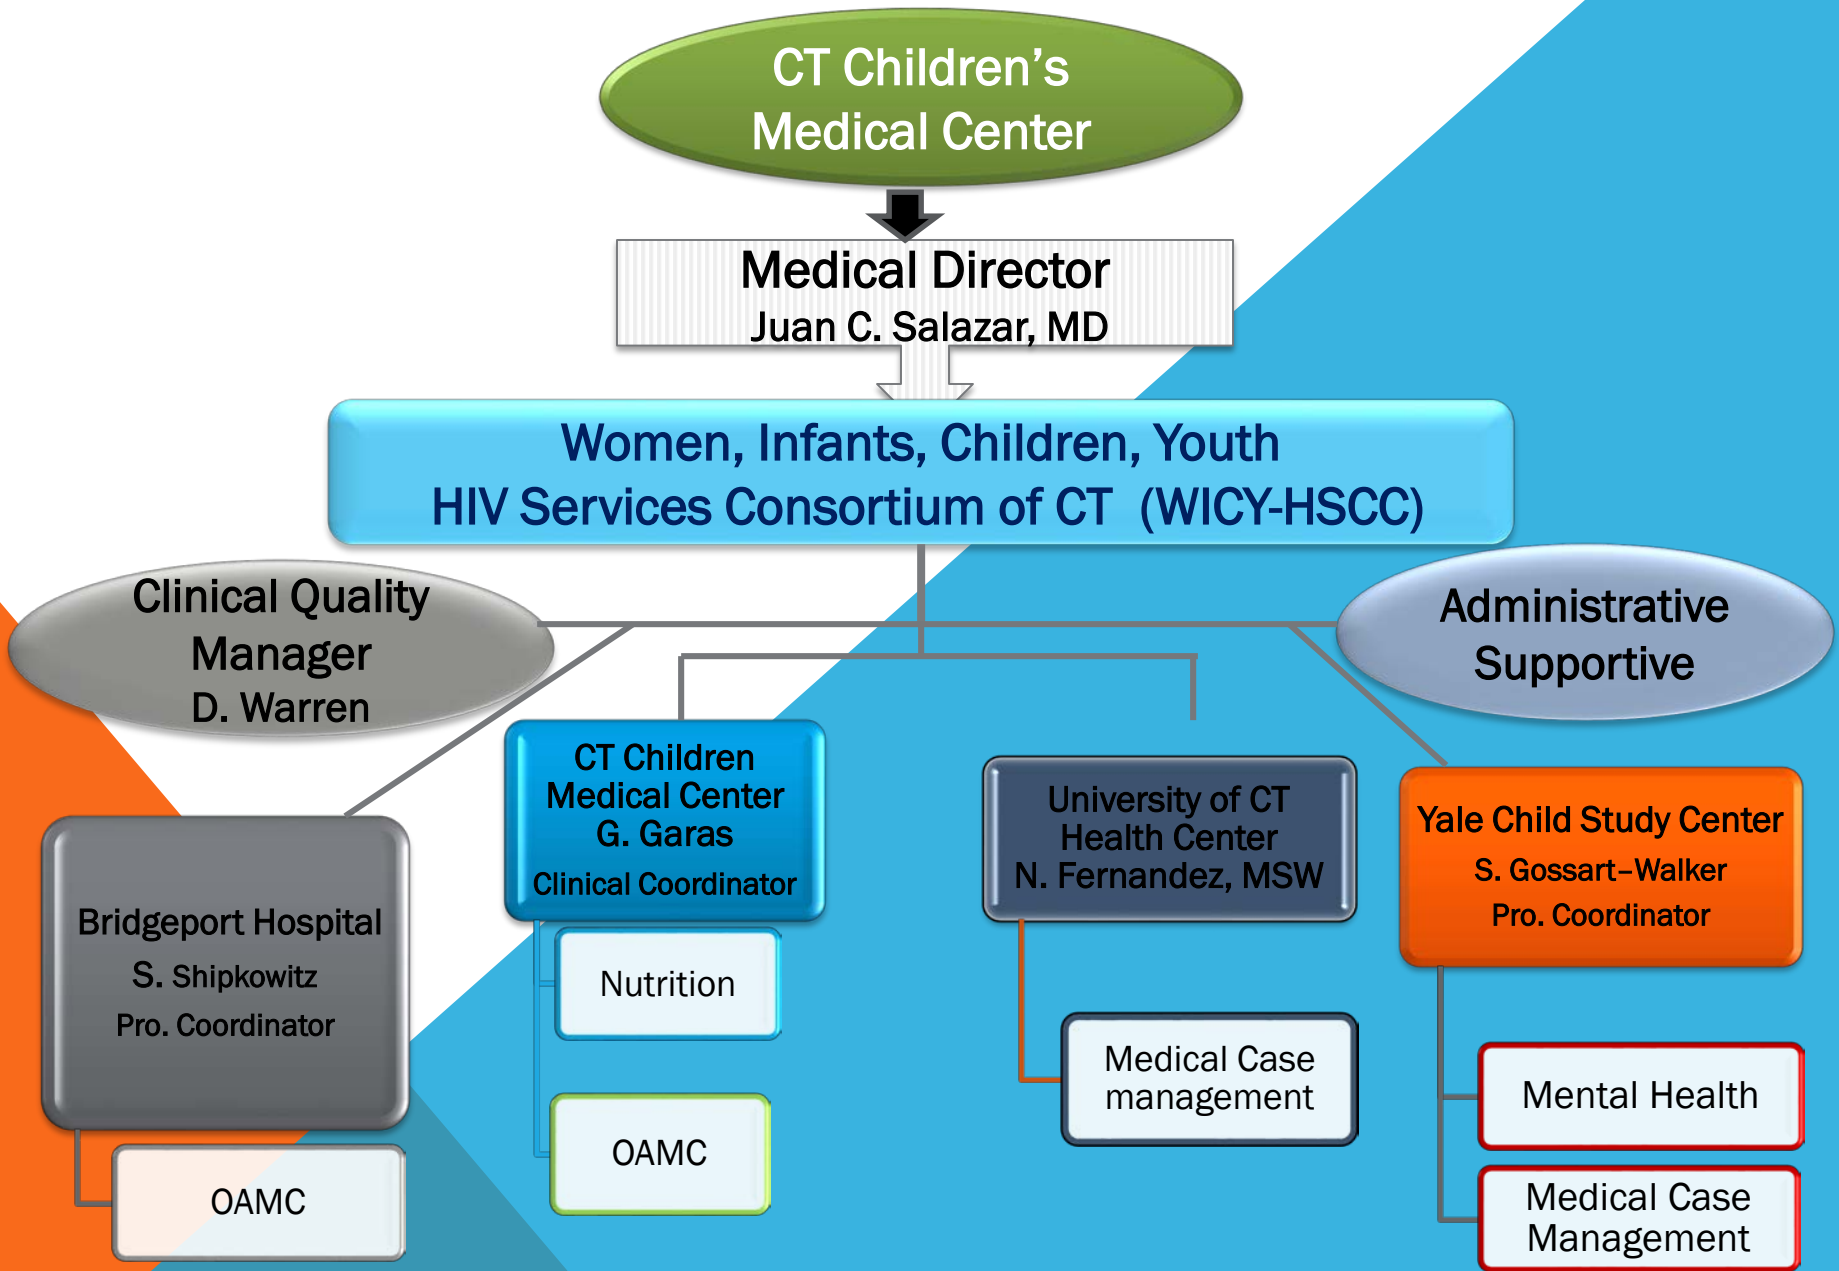 CT Children’s
Medical Center
Medical Director
Juan C. Salazar, MD
Women, Infants, Children, Youth
HIV Services Consortium of CT (WICY-HSCC)
Clinical Quality
Manager
D. Warren
Administrative
Supportive
Bridgeport Hospital
S. Shipkowitz
Pro. Coordinator
OAMC
CT Children
Medical Center
G. Garas
Clinical Coordinator
Nutrition
OAMC
University of CT
Health Center
N. Fernandez, MSW
Medical Case
management
Yale Child Study Center
S. Gossart–Walker
Pro. Coordinator
Mental Health
Medical Case
Management